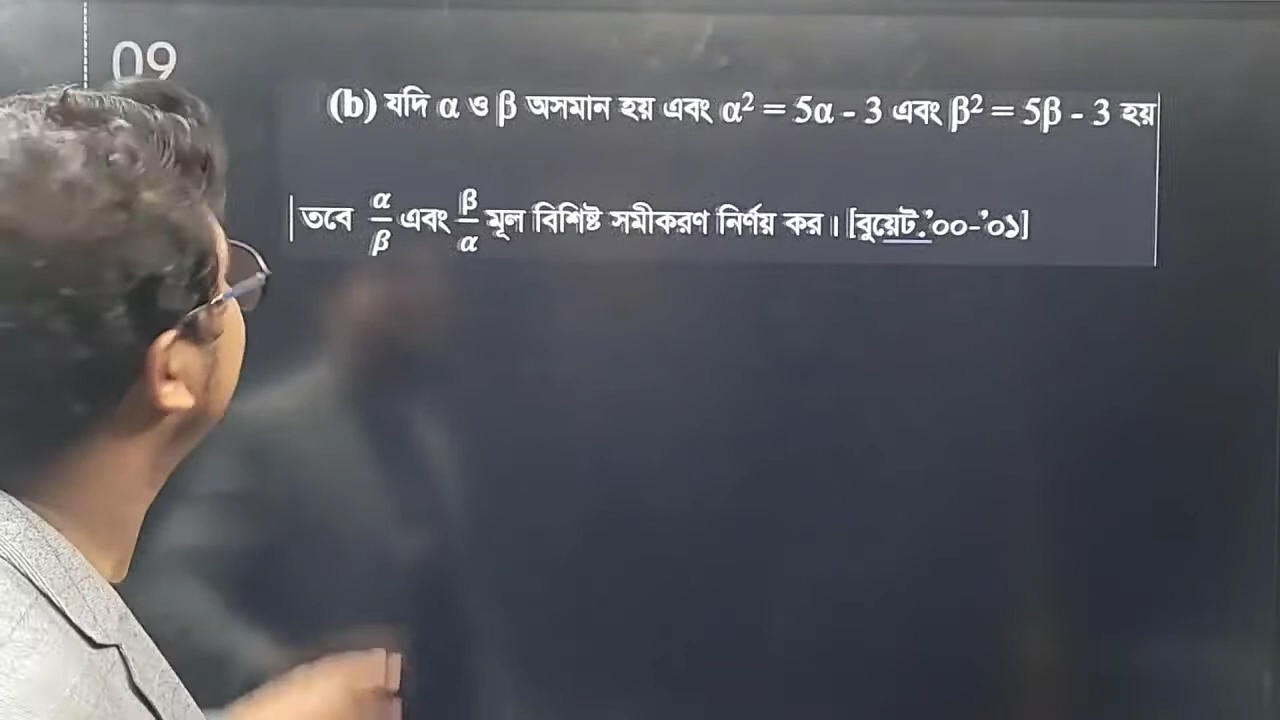 09
(b) যদি α ও β অসমান হয় এবং α² = 5α - 3 এবং β² = 5β - 3 হয়
তবে α/β এবং β/α মূল বিশিষ্ট সমীকরণ নির্ণয় কর। [বুয়েট.'০০-'০১]